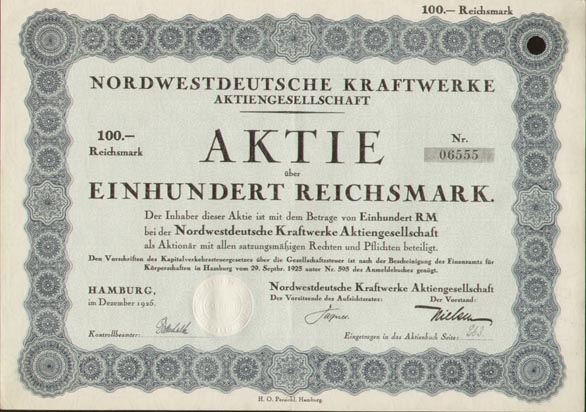 100.— Reichsmark
NORDWESTDEUTSCHE KRAFTWERKE
AKTIENGESELLSCHAFT
100.—
Reichsmark
AKTIE
Nr.
06555
über
EINHUNDERT REICHSMARK.
Der Inhaber dieser Aktie ist mit dem Betrage von Einhundert RM
bei der Nordwestdeutsche Kraftwerke Aktiengesellschaft
als Aktionär mit allen satzungsmäßigen Rechten und Pflichten beteiligt.
Den Vorschriften des Kapitalverkehrsteuergesetzes über die Gesellschaftsteuer ist nach der Bescheinigung des Finanzamts für
Körperschaften in Hamburg vom 29. Septbr. 1925 unter Nr. 505 des Anmeldebuches genügt.
HAMBURG,
im Dezember 1925.
Nordwestdeutsche Kraftwerke Aktiengesellschaft
Der Vorsitzende des Aufsichtsrates:
Der Vorstand:
Nielsen
Kontrollbeamter:
Eingetragen in das Aktienbuch Seite:
H. O. Persiehl, Hamburg.